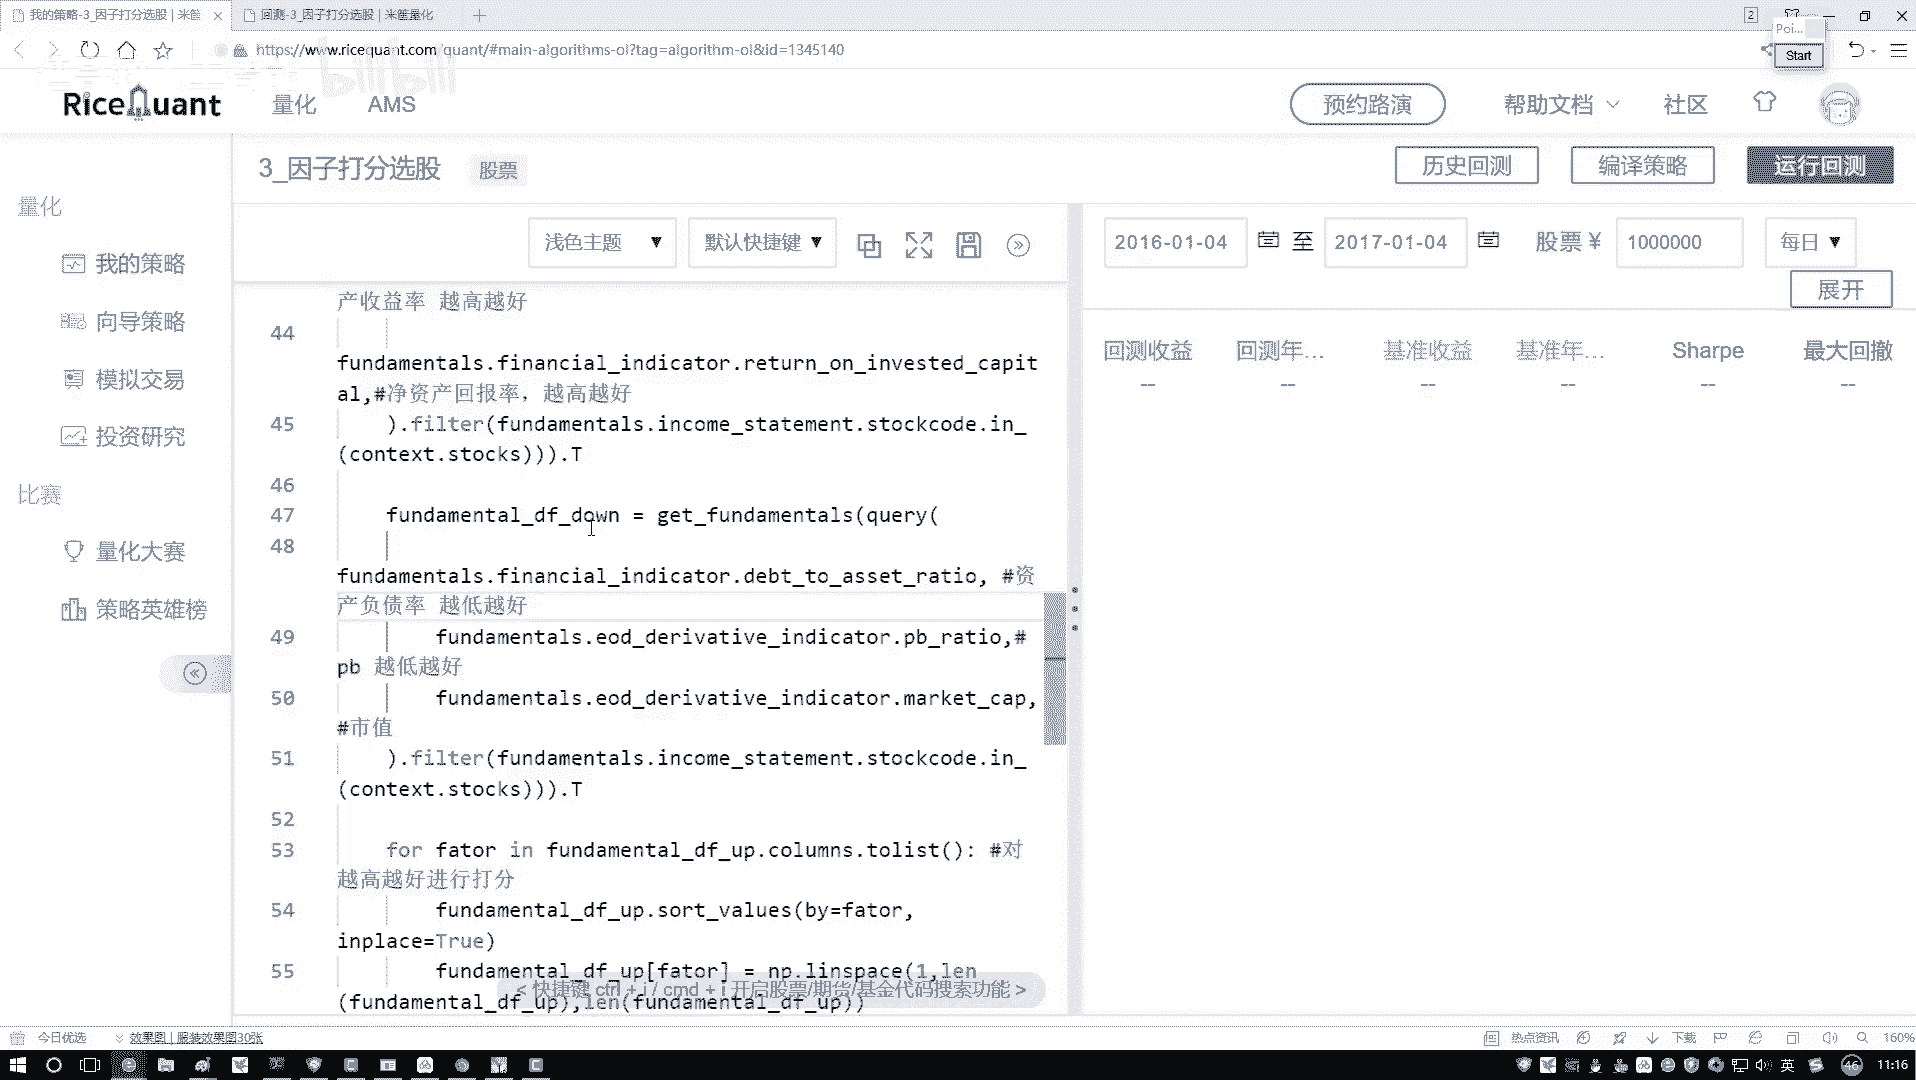 我的策略-3_因子打分选股 | 米筐
回测-3_因子打分选股 | 米筐量化
2
Poi...
https://www.ricequant.com/quant/#main-algorithms-ol?tag=algorithm-ol&id=1345140
Start
bilibili
RiceQuant
量化
AMS
预约路演
帮助文档
社区
3_因子打分选股
股票
历史回测
编译策略
运行回测
量化
我的策略
向导策略
模拟交易
投资研究
比赛
量化大赛
策略英雄榜
浅色主题 ▼
默认快捷键 ▼
产收益率 越高越好
44
fundamentals.financial_indicator.return_on_invested_capit
al,#净资产回报率，越高越好
45 ).filter(fundamentals.income_statement.stockcode.in_
(context.stocks))).T
46
47 fundamental_df_down = get_fundamentals(query(
48
fundamentals.financial_indicator.debt_to_asset_ratio, #资
产负债率 越低越好
49 fundamentals.eod_derivative_indicator.pb_ratio,#
pb 越低越好
50 fundamentals.eod_derivative_indicator.market_cap,
#市值
51 ).filter(fundamentals.income_statement.stockcode.in_
(context.stocks))).T
52
53 for fator in fundamental_df_up.columns.tolist(): #对
越高越好进行打分
54 fundamental_df_up.sort_values(by=fator,
inplace=True)
55 fundamental_df_up[fator] = np.linspace(1,len
(fundamental_df_up),len(fundamental_df_up))
< 快捷键 ctrl + i / cmd + i 开启股票/期货/基金代码搜索功能 >
2016-01-04 至 2017-01-04 股票 ¥ 1000000 每日 ▼
展开
回测收益 回测年... 基准收益 基准年... Sharpe 最大回撤
-- -- -- -- -- --
今日优选
效果图 | 服装效果图30张
热点资讯
下载
160%
英
46
11:16